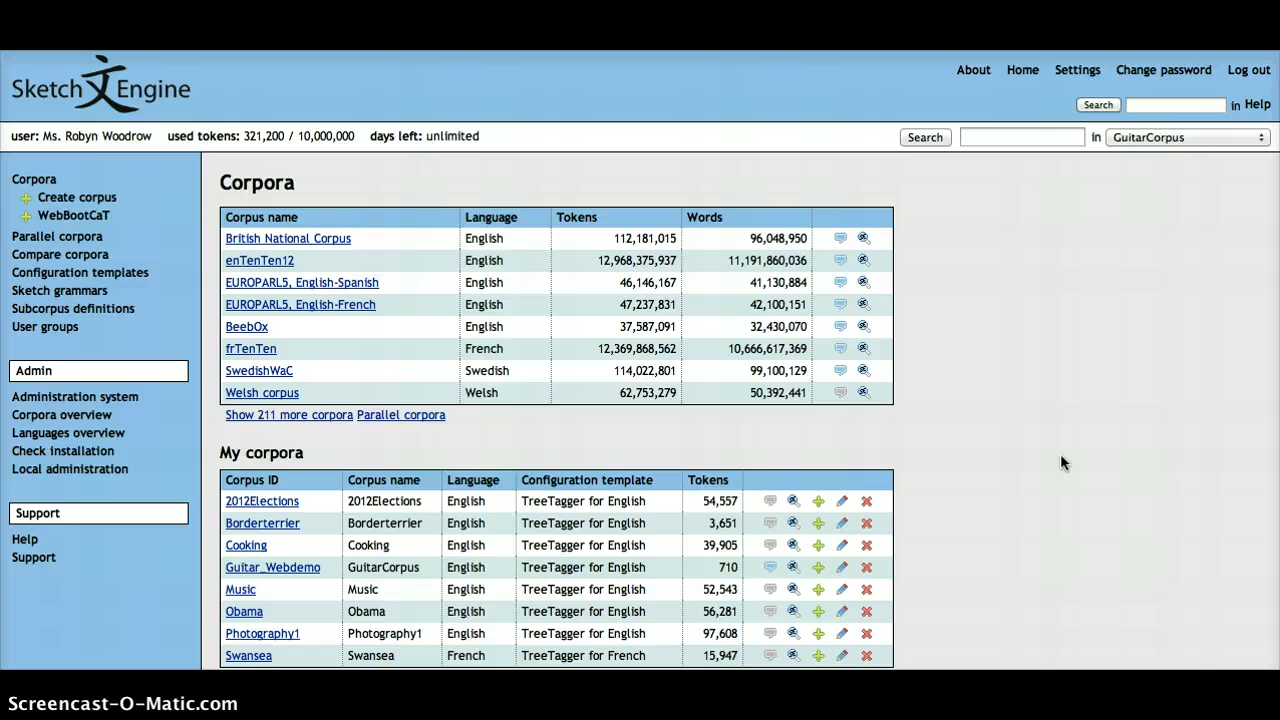 Sketch 文 Engine
About Home Settings Change password Log out
Search in Help
user: Ms. Robyn Woodrow used tokens: 321,200 / 10,000,000 days left: unlimited
Search in GuitarCorpus
Corpora
Create corpus
WebBootCaT
Parallel corpora
Compare corpora
Configuration templates
Sketch grammars
Subcorpus definitions
User groups
Admin
Administration system
Corpora overview
Languages overview
Check installation
Local administration
Support
Help
Support
Corpora
Corpus name Language Tokens Words
British National Corpus English 112,181,015 96,048,950
enTenTen12 English 12,968,375,937 11,191,860,036
EUROPARL5, English-Spanish English 46,146,167 41,130,884
EUROPARL5, English-French English 47,237,831 42,100,151
BeebOx English 37,587,091 32,430,070
frTenTen French 12,369,868,562 10,666,617,369
SwedishWaC Swedish 114,022,801 99,100,129
Welsh corpus Welsh 62,753,279 50,392,441
Show 211 more corpora Parallel corpora
My corpora
Corpus ID Corpus name Language Configuration template Tokens
2012Elections 2012Elections English TreeTagger for English 54,557
Borderterrier Borderterrier English TreeTagger for English 3,651
Cooking Cooking English TreeTagger for English 39,905
Guitar_Webdemo GuitarCorpus English TreeTagger for English 710
Music Music English TreeTagger for English 52,543
Obama Obama English TreeTagger for English 56,281
Photography1 Photography1 English TreeTagger for English 97,608
Swansea Swansea French TreeTagger for French 15,947
Screencast-O-Matic.com